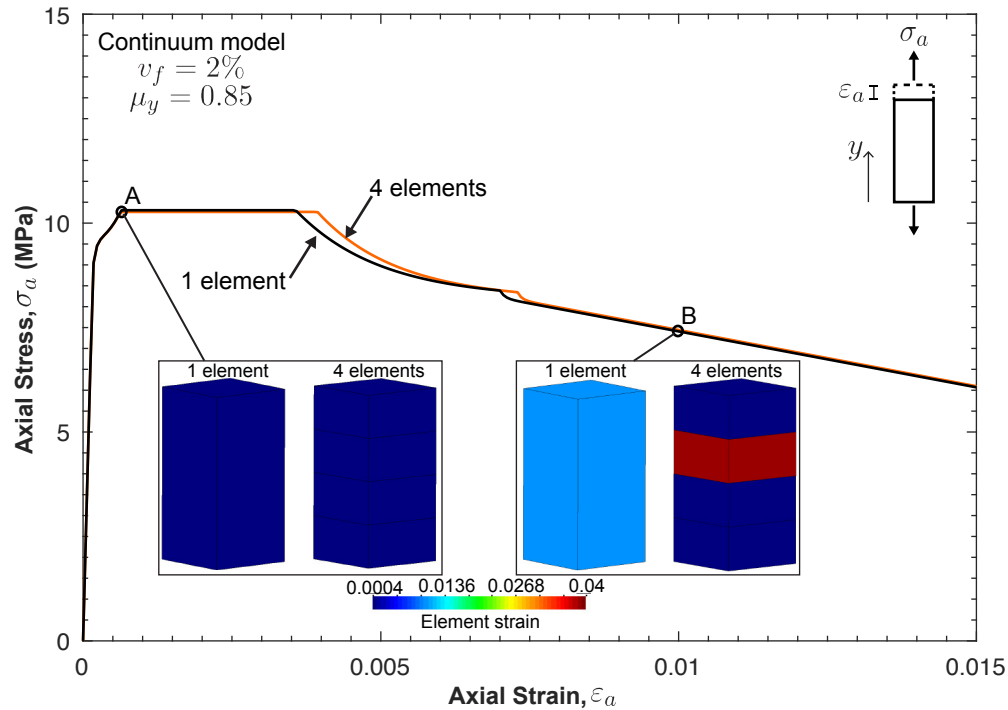 Continuum model
v_f = 2%
μ_y = 0.85
σ_a
ε_a
y
15
10
5
0
Axial Stress, σ_a (MPa)
A
4 elements
1 element
B
1 element
4 elements
1 element
4 elements
0.0004
0.0136
0.0268
0.04
Element strain
0
0.005
0.01
0.015
Axial Strain, ε_a